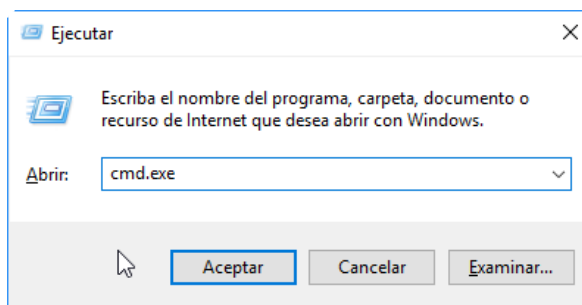 Ejecutar
Escriba el nombre del programa, carpeta, documento o
recurso de Internet que desea abrir con Windows.
Abrir: cmd.exe
Aceptar Cancelar Examinar...